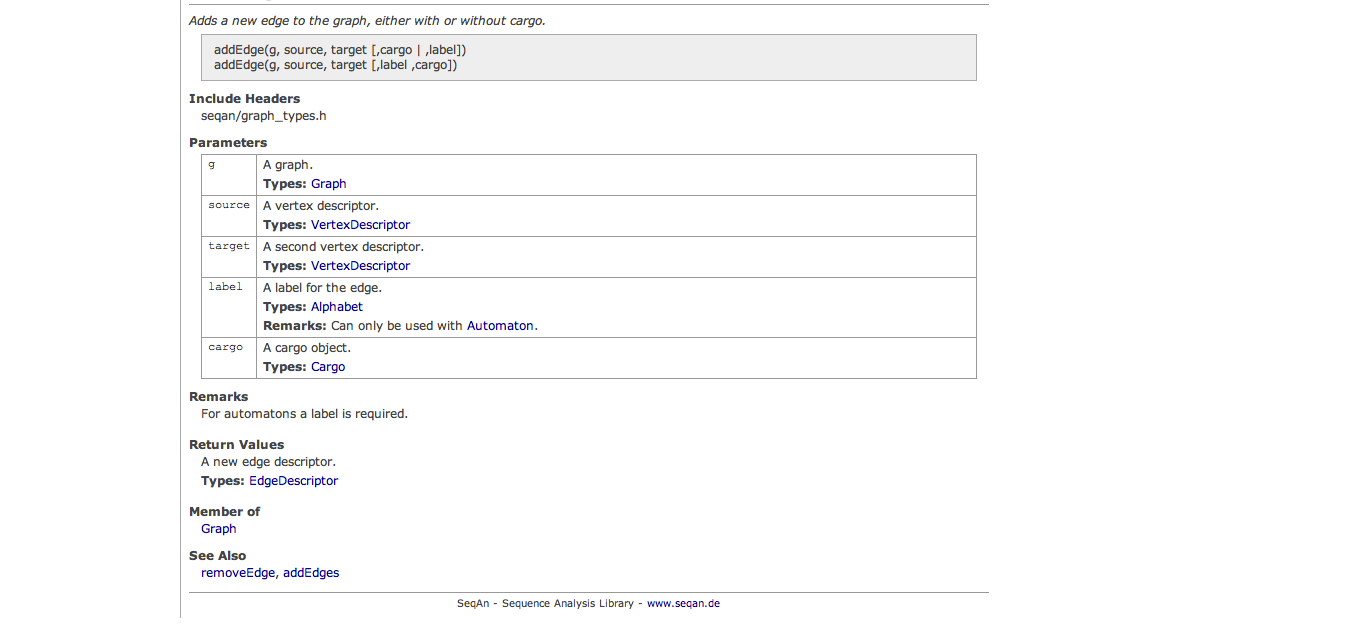 Adds a new edge to the graph, either with or without cargo.
addEdge(g, source, target [,cargo | ,label])
addEdge(g, source, target [,label ,cargo])
Include Headers
seqan/graph_types.h
Parameters
g
A graph.
Types: Graph
source
A vertex descriptor.
Types: VertexDescriptor
target
A second vertex descriptor.
Types: VertexDescriptor
label
A label for the edge.
Types: Alphabet
Remarks: Can only be used with Automaton.
cargo
A cargo object.
Types: Cargo
Remarks
For automatons a label is required.
Return Values
A new edge descriptor.
Types: EdgeDescriptor
Member of
Graph
See Also
removeEdge, addEdges
SeqAn - Sequence Analysis Library - www.seqan.de